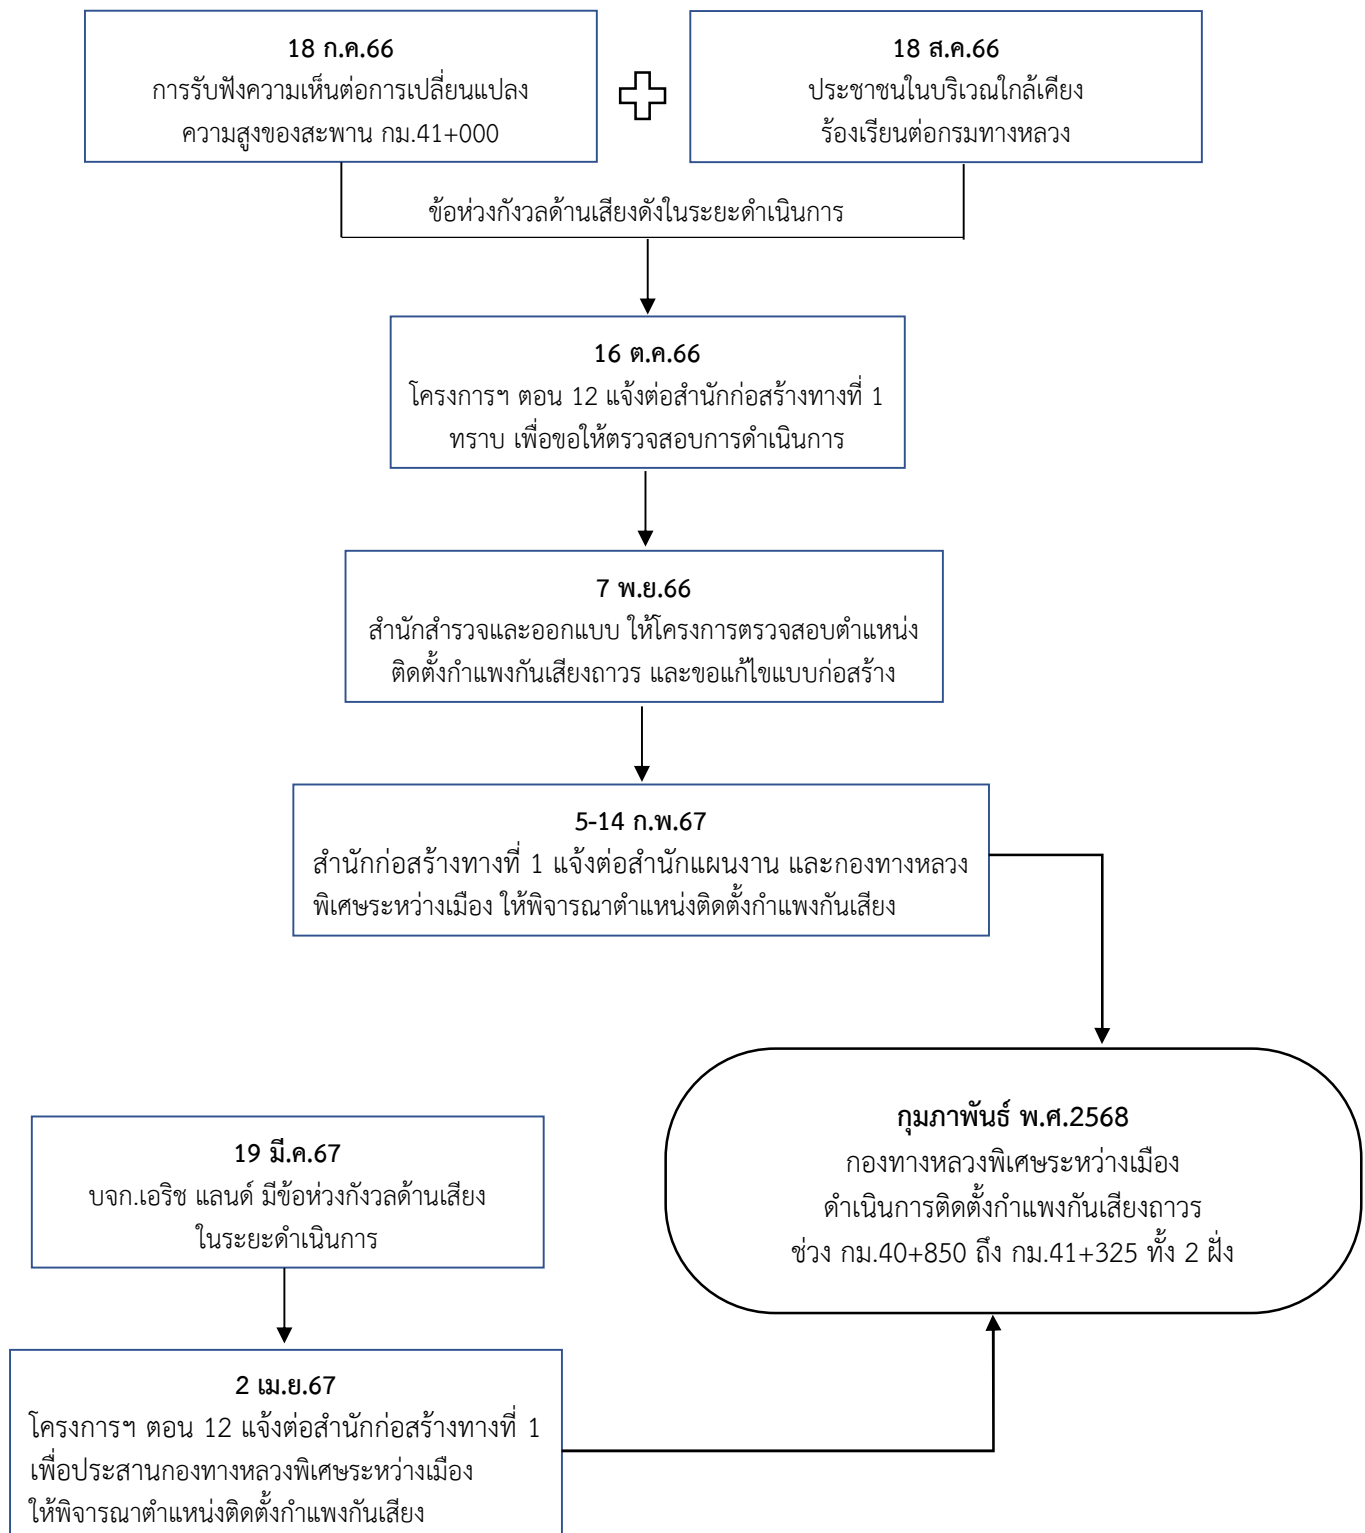 18 ก.ค.66
การรับฟังความเห็นต่อการเปลี่ยนแปลง
ความสูงของสะพาน กม.41+000
18 ส.ค.66
ประชาชนในบริเวณใกล้เคียง
ร้องเรียนต่อกรมทางหลวง
ข้อห่วงกังวลด้านเสียงดังในระยะดำเนินการ
16 ต.ค.66
โครงการฯ ตอน 12 แจ้งต่อสำนักก่อสร้างทางที่ 1
ทราบ เพื่อขอให้ตรวจสอบการดำเนินการ
7 พ.ย.66
สำนักสำรวจและออกแบบ ให้โครงการตรวจสอบตำแหน่ง
ติดตั้งกำแพงกันเสียงถาวร และขอแก้ไขแบบก่อสร้าง
5-14 ก.พ.67
สำนักก่อสร้างทางที่ 1 แจ้งต่อสำนักแผนงาน และกองทางหลวง
พิเศษระหว่างเมือง ให้พิจารณาตำแหน่งติดตั้งกำแพงกันเสียง
กุมภาพันธ์ พ.ศ.2568
กองทางหลวงพิเศษระหว่างเมือง
ดำเนินการติดตั้งกำแพงกันเสียงถาวร
ช่วง กม.40+850 ถึง กม.41+325 ทั้ง 2 ฝั่ง
19 มี.ค.67
บจก.เอริช แลนด์ มีข้อห่วงกังวลด้านเสียง
ในระยะดำเนินการ
2 เม.ย.67
โครงการฯ ตอน 12 แจ้งต่อสำนักก่อสร้างทางที่ 1
เพื่อประสานกองทางหลวงพิเศษระหว่างเมือง
ให้พิจารณาตำแหน่งติดตั้งกำแพงกันเสียง